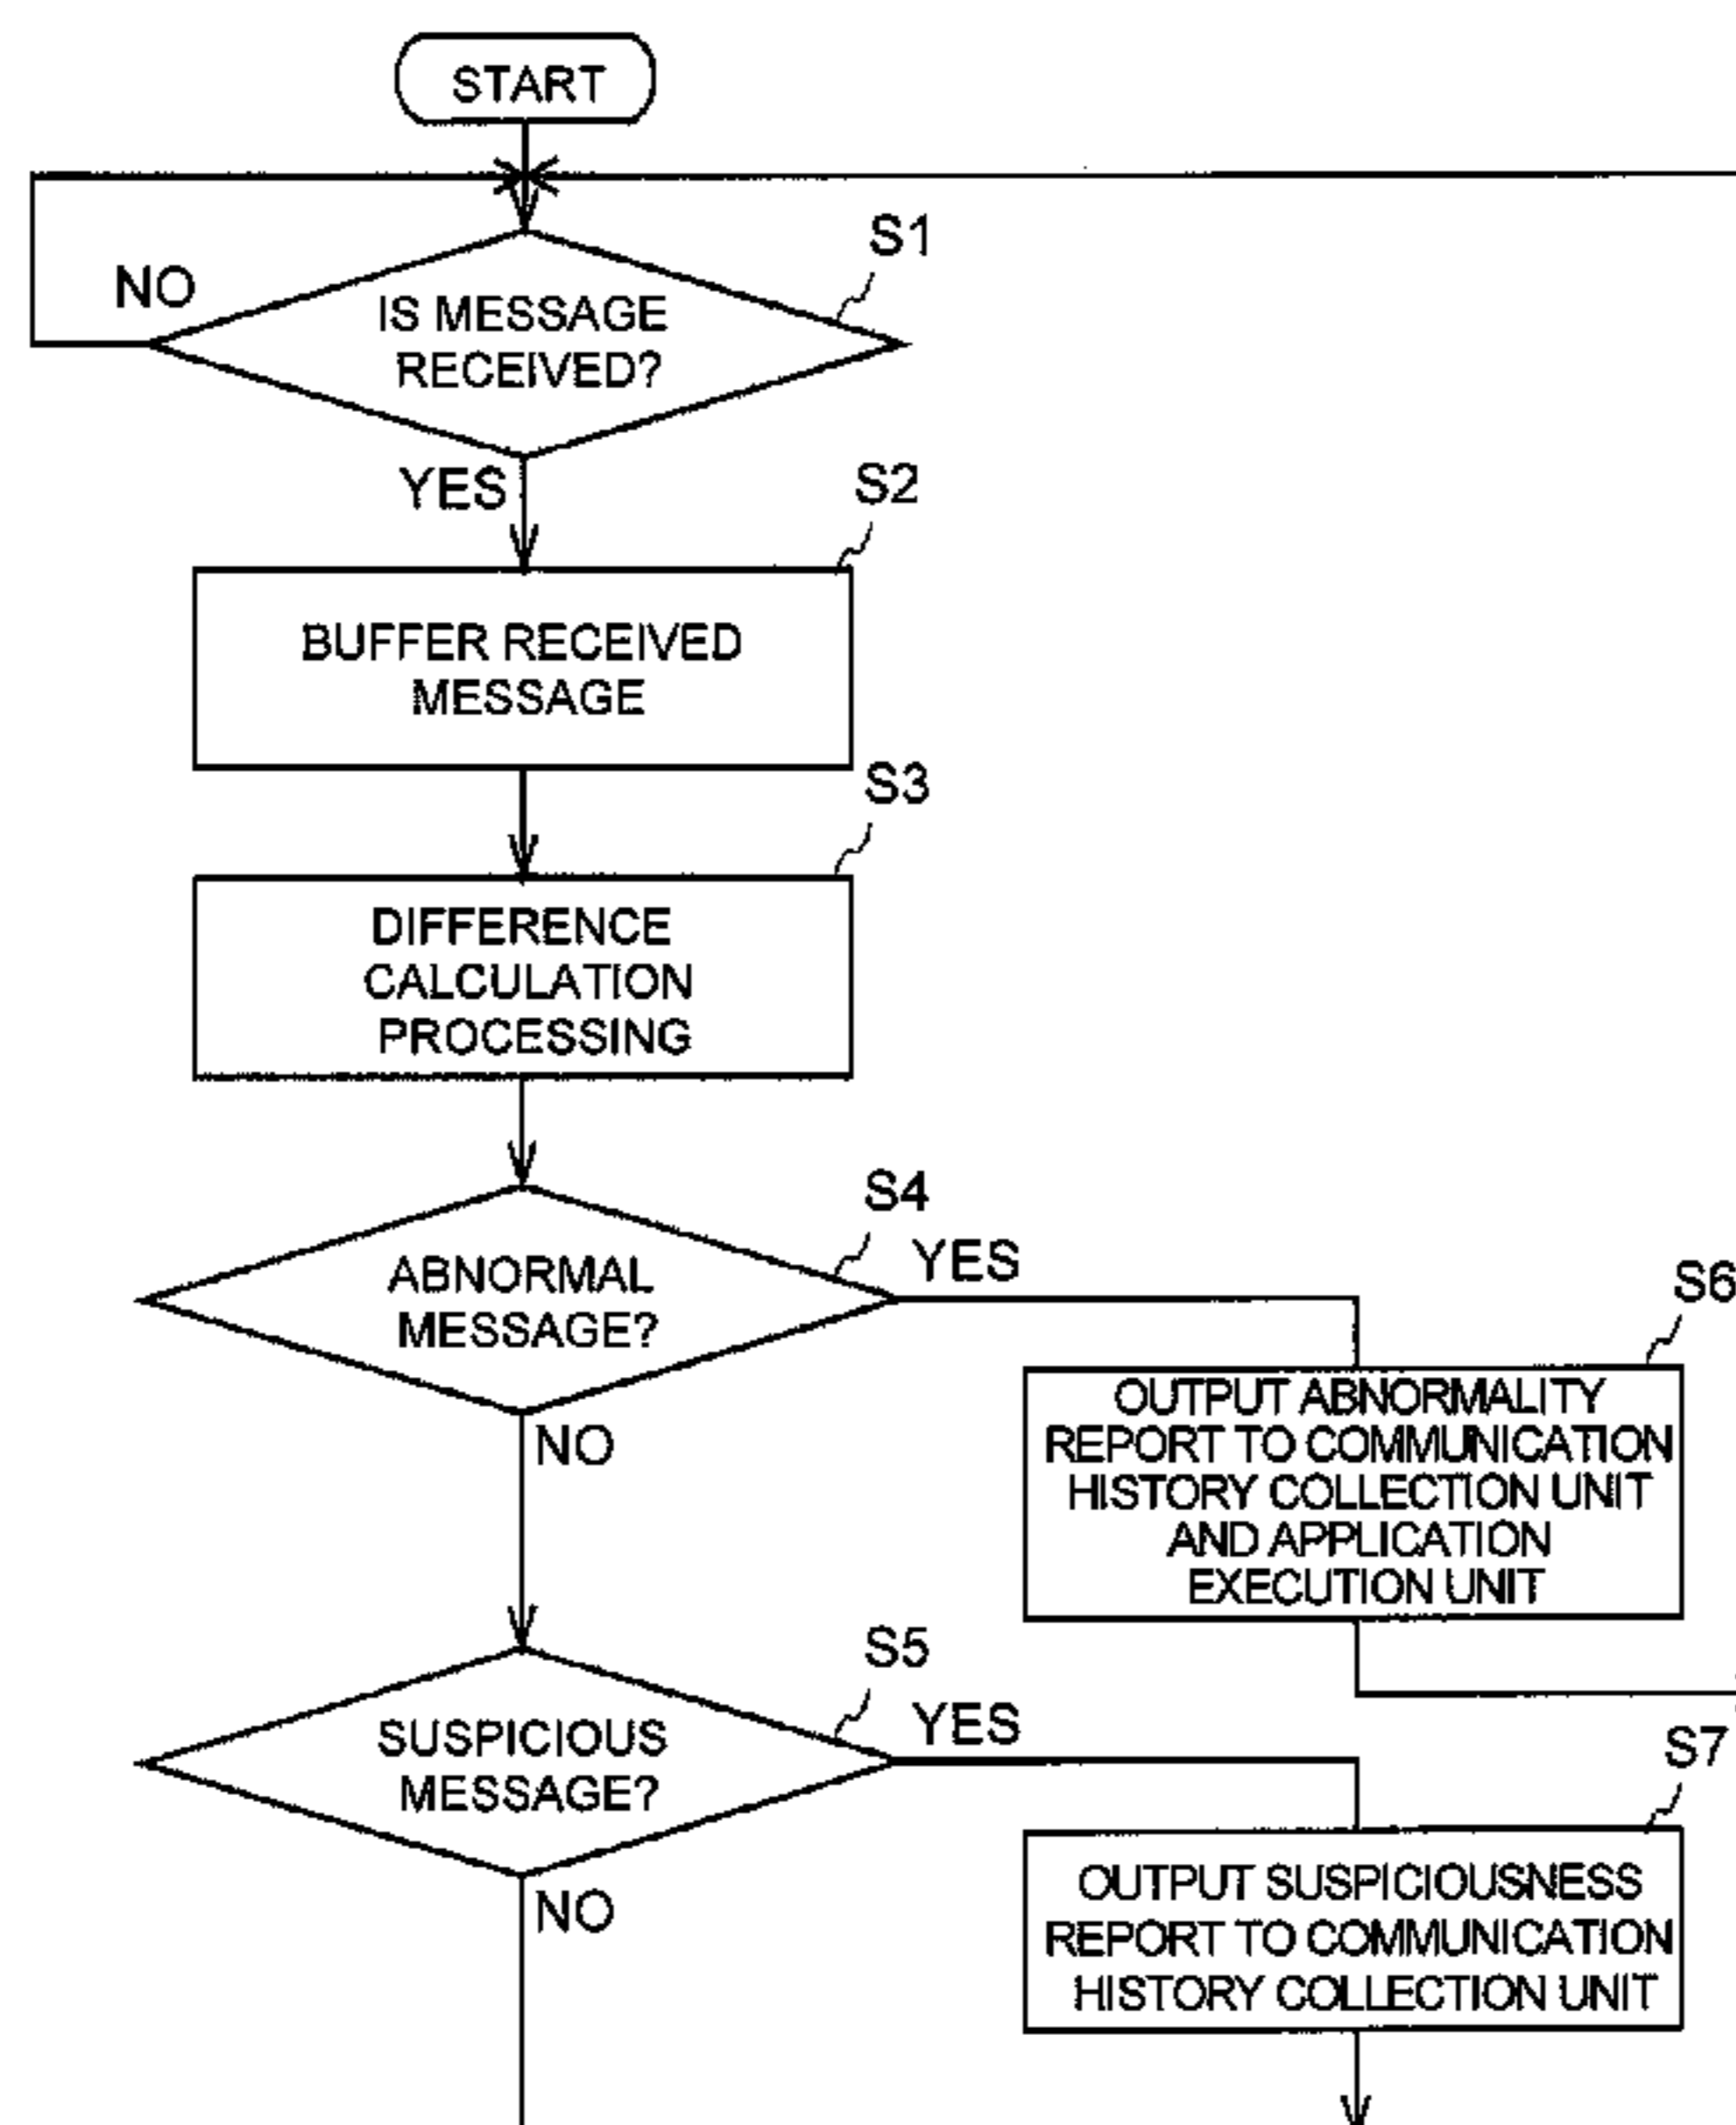 START
S1
NO
IS MESSAGE
RECEIVED?
YES
S2
BUFFER RECEIVED
MESSAGE
S3
DIFFERENCE
CALCULATION
PROCESSING
S4
YES
ABNORMAL
MESSAGE?
S6
NO
OUTPUT ABNORMALITY
REPORT TO COMMUNICATION
HISTORY COLLECTION UNIT
AND APPLICATION
EXECUTION UNIT
S5
YES
SUSPICIOUS
MESSAGE?
S7
NO
OUTPUT SUSPICIOUSNESS
REPORT TO COMMUNICATION
HISTORY COLLECTION UNIT